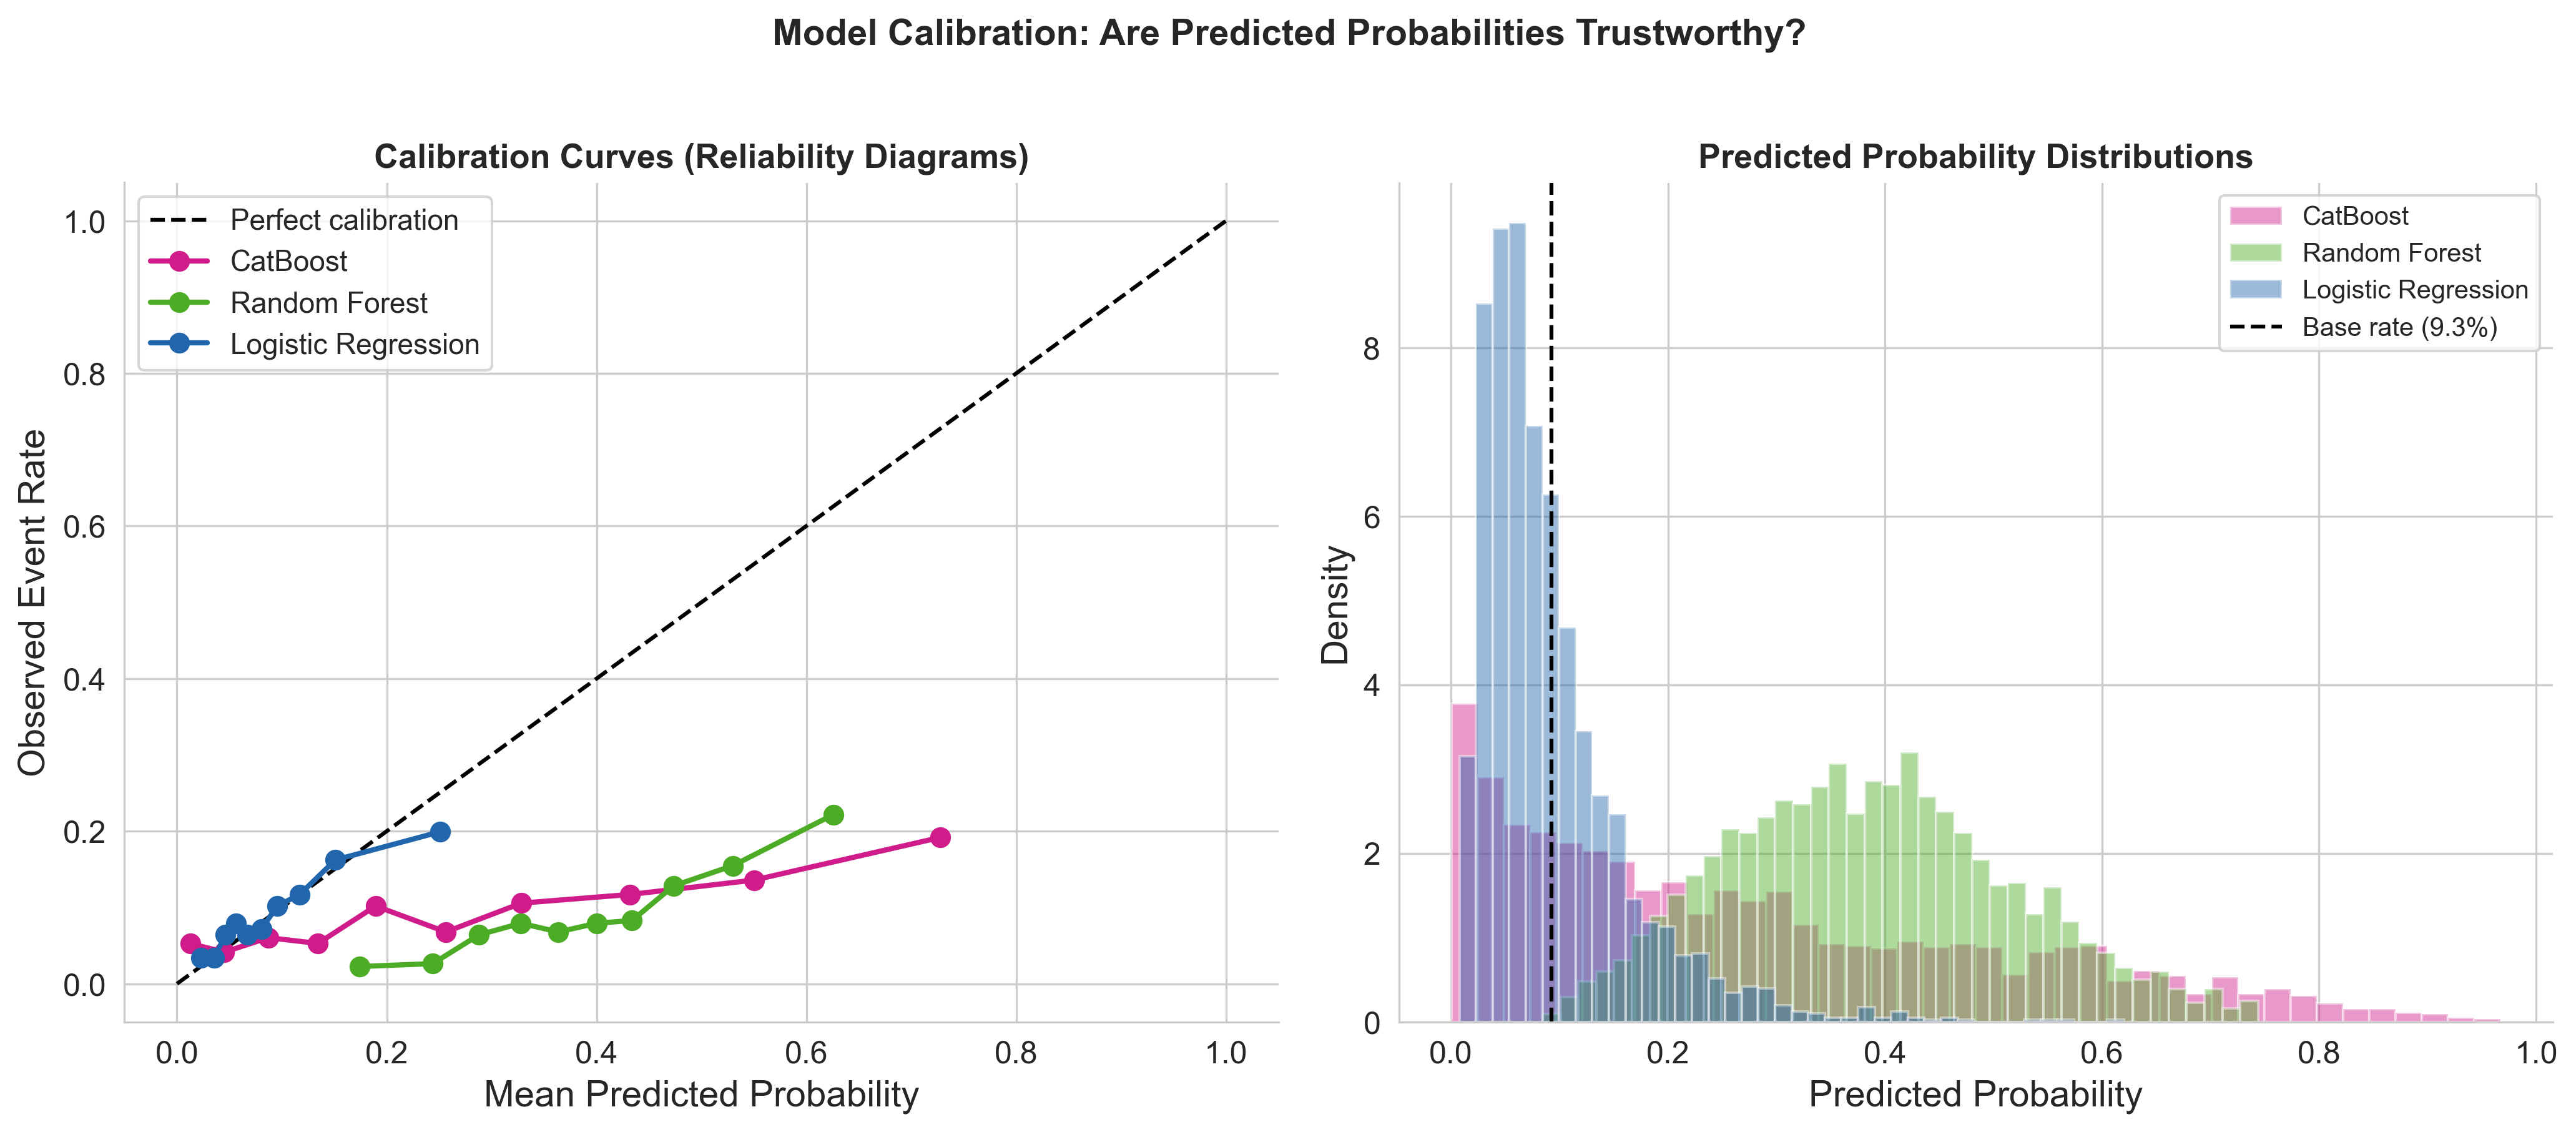 Model Calibration: Are Predicted Probabilities Trustworthy?
Calibration Curves (Reliability Diagrams)
Perfect calibration
CatBoost
Random Forest
Logistic Regression
Observed Event Rate
1.0
0.8
0.6
0.4
0.2
0.0
0.0 0.2 0.4 0.6 0.8 1.0
Mean Predicted Probability
Predicted Probability Distributions
CatBoost
Random Forest
Logistic Regression
Base rate (9.3%)
Density
8
6
4
2
0
0.0 0.2 0.4 0.6 0.8 1.0
Predicted Probability